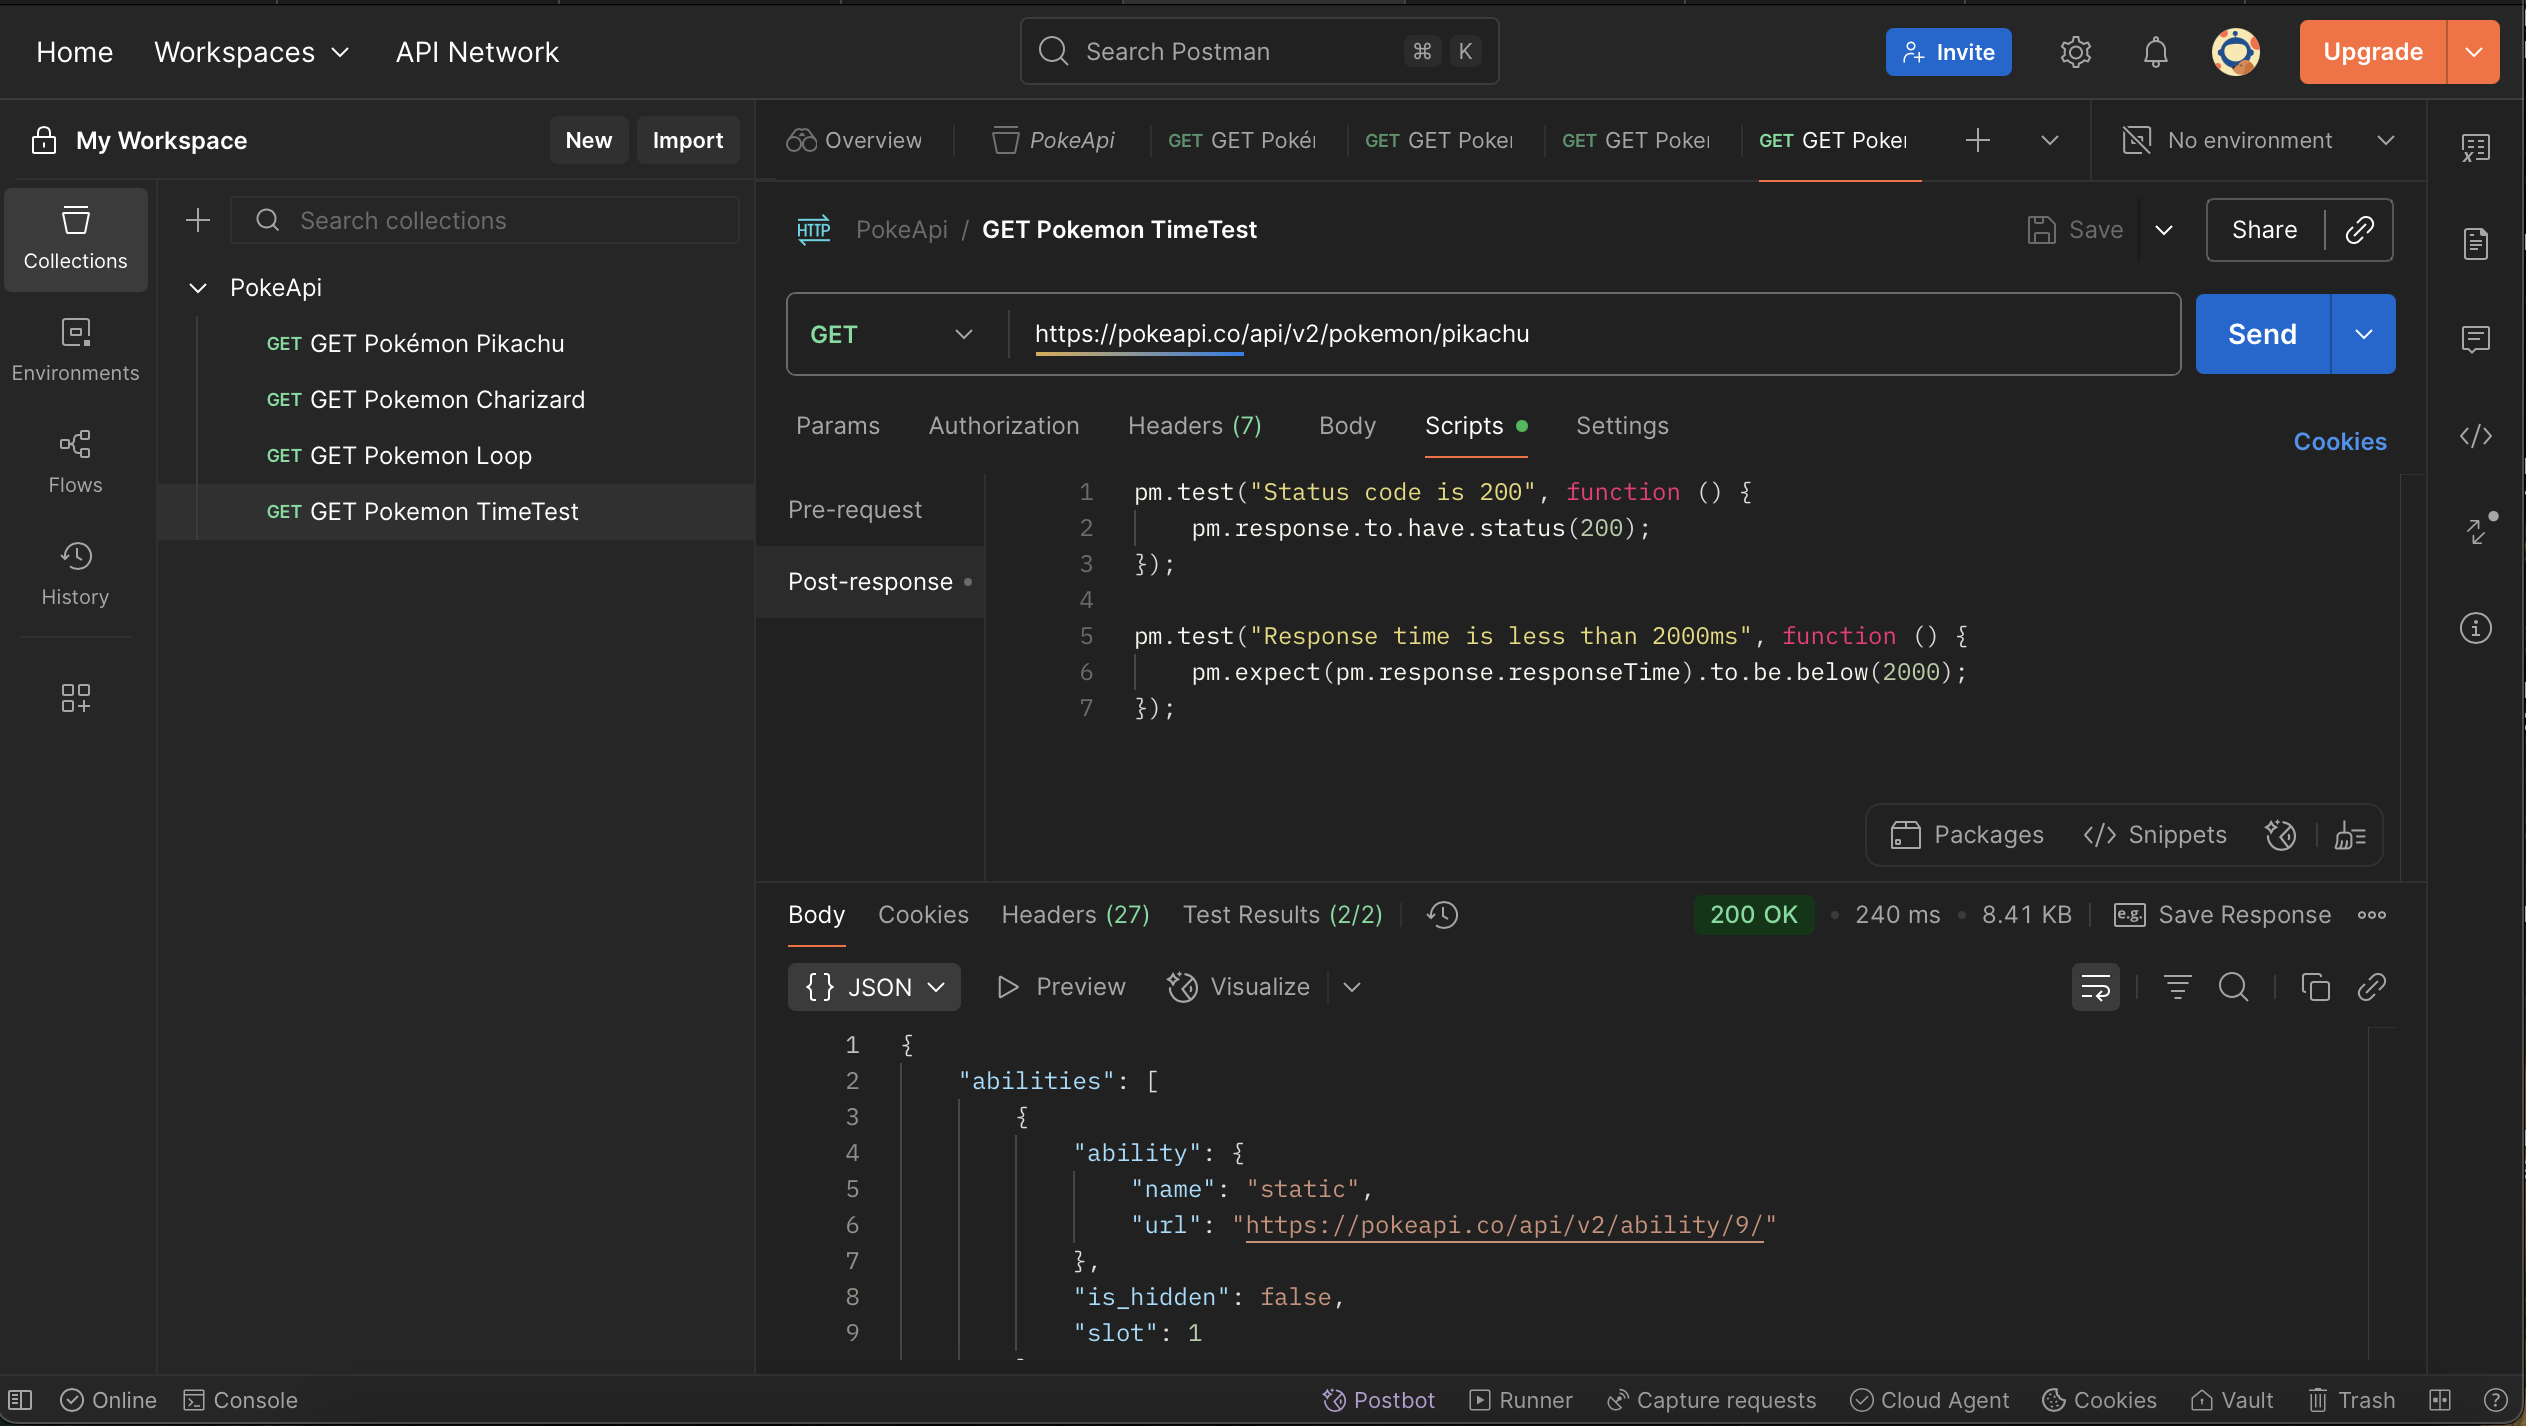 Home Workspaces API Network
Search Postman ⌘ K
Invite
Upgrade
My Workspace
New Import
Overview PokeApi GET GET Poké GET GET Poke GET GET Poke GET GET Poke
No environment
Collections
Environments
Flows
History
Search collections
PokeApi
GET GET Pokémon Pikachu
GET GET Pokemon Charizard
GET GET Pokemon Loop
GET GET Pokemon TimeTest
HTTP PokeApi / GET Pokemon TimeTest
Save Share
GET https://pokeapi.co/api/v2/pokemon/pikachu Send
Params Authorization Headers (7) Body Scripts Settings
Cookies
Pre-request
Post-response
1 pm.test("Status code is 200", function () {
2 pm.response.to.have.status(200);
3 });
4
5 pm.test("Response time is less than 2000ms", function () {
6 pm.expect(pm.response.responseTime).to.be.below(2000);
7 });
Packages </> Snippets
Body Cookies Headers (27) Test Results (2/2)
200 OK • 240 ms • 8.41 KB e.g. Save Response
{} JSON Preview Visualize
1 {
2 "abilities": [
3 {
4 "ability": {
5 "name": "static",
6 "url": "https://pokeapi.co/api/v2/ability/9/"
7 },
8 "is_hidden": false,
9 "slot": 1
Online Console
Postbot Runner Capture requests Cloud Agent Cookies Vault Trash